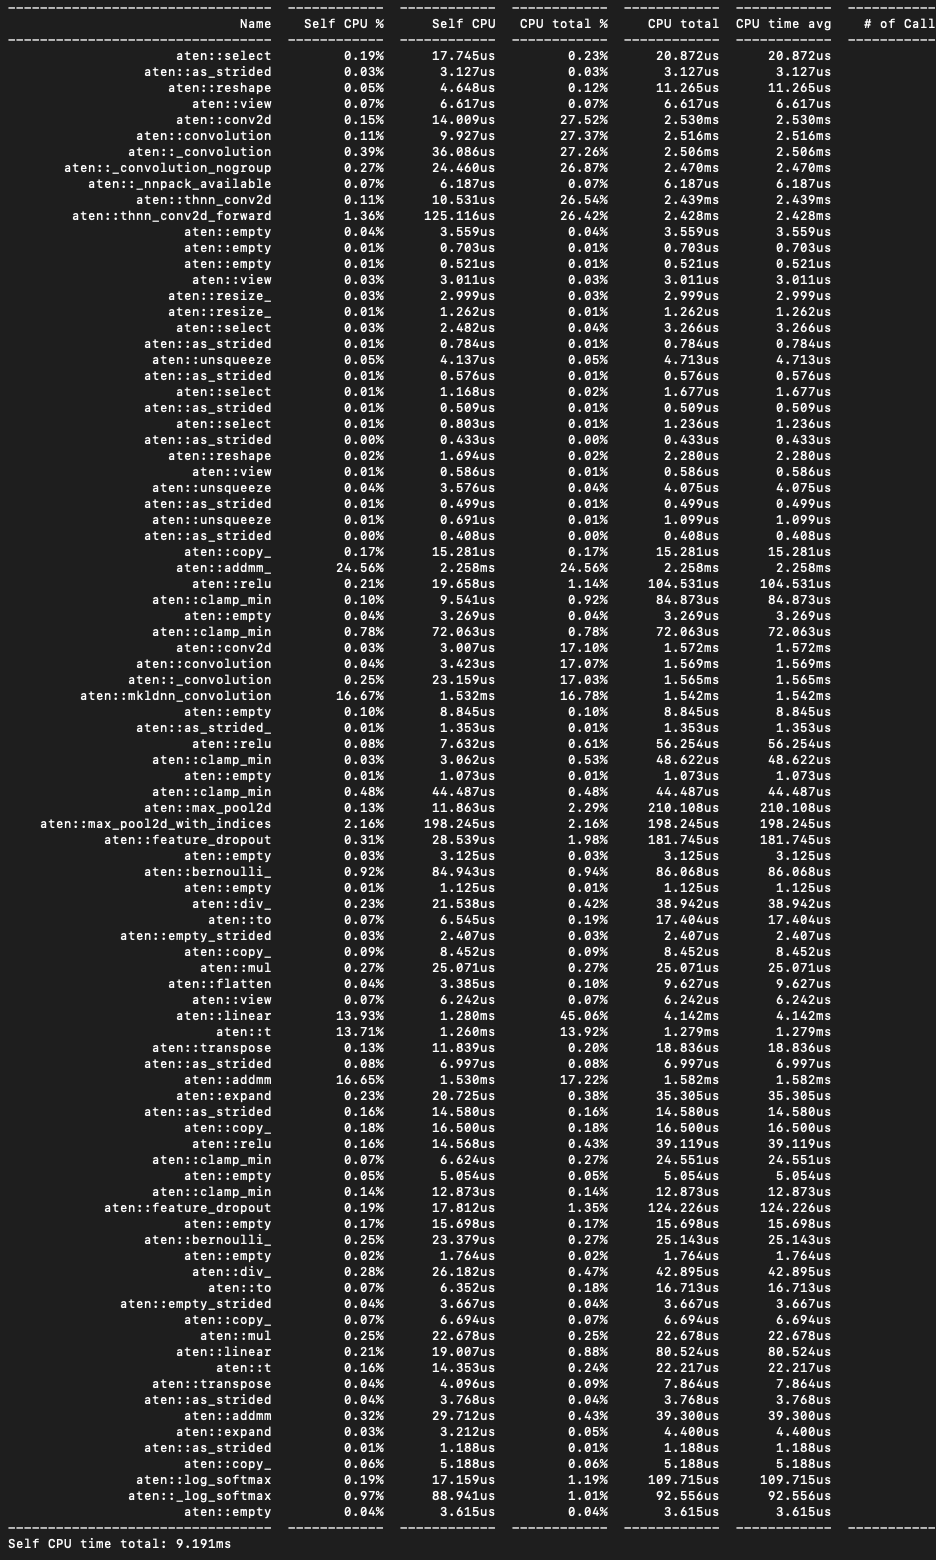 Name Self CPU % Self CPU CPU total % CPU total CPU time avg # of Call
aten::select 0.19% 17.745us 0.23% 20.872us 20.872us
aten::as_strided 0.03% 3.127us 0.03% 3.127us 3.127us
aten::reshape 0.05% 4.648us 0.12% 11.265us 11.265us
aten::view 0.07% 6.617us 0.07% 6.617us 6.617us
aten::conv2d 0.15% 14.009us 27.52% 2.530ms 2.530ms
aten::convolution 0.11% 9.927us 27.37% 2.516ms 2.516ms
aten::_convolution 0.39% 36.086us 27.26% 2.506ms 2.506ms
aten::_convolution_nogroup 0.27% 24.460us 26.87% 2.470ms 2.470ms
aten::_nnpack_available 0.07% 6.187us 0.07% 6.187us 6.187us
aten::thnn_conv2d 0.11% 10.531us 26.54% 2.439ms 2.439ms
aten::thnn_conv2d_forward 1.36% 125.116us 26.42% 2.428ms 2.428ms
aten::empty 0.04% 3.559us 0.04% 3.559us 3.559us
aten::empty 0.01% 0.703us 0.01% 0.703us 0.703us
aten::empty 0.01% 0.521us 0.01% 0.521us 0.521us
aten::view 0.03% 3.011us 0.03% 3.011us 3.011us
aten::resize_ 0.03% 2.999us 0.03% 2.999us 2.999us
aten::resize_ 0.01% 1.262us 0.01% 1.262us 1.262us
aten::select 0.03% 2.482us 0.04% 3.266us 3.266us
aten::as_strided 0.01% 0.784us 0.01% 0.784us 0.784us
aten::unsqueeze 0.05% 4.137us 0.05% 4.713us 4.713us
aten::as_strided 0.01% 0.576us 0.01% 0.576us 0.576us
aten::select 0.01% 1.168us 0.02% 1.677us 1.677us
aten::as_strided 0.01% 0.509us 0.01% 0.509us 0.509us
aten::select 0.01% 0.803us 0.01% 1.236us 1.236us
aten::as_strided 0.00% 0.433us 0.00% 0.433us 0.433us
aten::reshape 0.02% 1.694us 0.02% 2.280us 2.280us
aten::view 0.01% 0.586us 0.01% 0.586us 0.586us
aten::unsqueeze 0.04% 3.576us 0.04% 4.075us 4.075us
aten::as_strided 0.01% 0.499us 0.01% 0.499us 0.499us
aten::unsqueeze 0.01% 0.691us 0.01% 1.099us 1.099us
aten::as_strided 0.00% 0.408us 0.00% 0.408us 0.408us
aten::copy_ 0.17% 15.281us 0.17% 15.281us 15.281us
aten::addmm_ 24.56% 2.258ms 24.56% 2.258ms 2.258ms
aten::relu 0.21% 19.658us 1.14% 104.531us 104.531us
aten::clamp_min 0.10% 9.541us 0.92% 84.873us 84.873us
aten::empty 0.04% 3.269us 0.04% 3.269us 3.269us
aten::clamp_min 0.78% 72.063us 0.78% 72.063us 72.063us
aten::conv2d 0.03% 3.007us 17.10% 1.572ms 1.572ms
aten::convolution 0.04% 3.423us 17.07% 1.569ms 1.569ms
aten::_convolution 0.25% 23.159us 17.03% 1.565ms 1.565ms
aten::mkldnn_convolution 16.67% 1.532ms 16.78% 1.542ms 1.542ms
aten::empty 0.10% 8.845us 0.10% 8.845us 8.845us
aten::as_strided_ 0.01% 1.353us 0.01% 1.353us 1.353us
aten::relu 0.08% 7.632us 0.61% 56.254us 56.254us
aten::clamp_min 0.03% 3.062us 0.53% 48.622us 48.622us
aten::empty 0.01% 1.073us 0.01% 1.073us 1.073us
aten::clamp_min 0.48% 44.487us 0.48% 44.487us 44.487us
aten::max_pool2d 0.13% 11.863us 2.29% 210.108us 210.108us
aten::max_pool2d_with_indices 2.16% 198.245us 2.16% 198.245us 198.245us
aten::feature_dropout 0.31% 28.539us 1.98% 181.745us 181.745us
aten::empty 0.03% 3.125us 0.03% 3.125us 3.125us
aten::bernoulli_ 0.92% 84.943us 0.94% 86.068us 86.068us
aten::empty 0.01% 1.125us 0.01% 1.125us 1.125us
aten::div_ 0.23% 21.538us 0.42% 38.942us 38.942us
aten::to 0.07% 6.545us 0.19% 17.404us 17.404us
aten::empty_strided 0.03% 2.407us 0.03% 2.407us 2.407us
aten::copy_ 0.09% 8.452us 0.09% 8.452us 8.452us
aten::mul 0.27% 25.071us 0.27% 25.071us 25.071us
aten::flatten 0.04% 3.385us 0.10% 9.627us 9.627us
aten::view 0.07% 6.242us 0.07% 6.242us 6.242us
aten::linear 13.93% 1.280ms 45.06% 4.142ms 4.142ms
aten::t 13.71% 1.260ms 13.92% 1.279ms 1.279ms
aten::transpose 0.13% 11.839us 0.20% 18.836us 18.836us
aten::as_strided 0.08% 6.997us 0.08% 6.997us 6.997us
aten::addmm 16.65% 1.530ms 17.22% 1.582ms 1.582ms
aten::expand 0.23% 20.725us 0.38% 35.305us 35.305us
aten::as_strided 0.16% 14.580us 0.16% 14.580us 14.580us
aten::copy_ 0.18% 16.500us 0.18% 16.500us 16.500us
aten::relu 0.16% 14.568us 0.43% 39.119us 39.119us
aten::clamp_min 0.07% 6.624us 0.27% 24.551us 24.551us
aten::empty 0.05% 5.054us 0.05% 5.054us 5.054us
aten::clamp_min 0.14% 12.873us 0.14% 12.873us 12.873us
aten::feature_dropout 0.19% 17.812us 1.35% 124.226us 124.226us
aten::empty 0.17% 15.698us 0.17% 15.698us 15.698us
aten::bernoulli_ 0.25% 23.379us 0.27% 25.143us 25.143us
aten::empty 0.02% 1.764us 0.02% 1.764us 1.764us
aten::div_ 0.28% 26.182us 0.47% 42.895us 42.895us
aten::to 0.07% 6.352us 0.18% 16.713us 16.713us
aten::empty_strided 0.04% 3.667us 0.04% 3.667us 3.667us
aten::copy_ 0.07% 6.694us 0.07% 6.694us 6.694us
aten::mul 0.25% 22.678us 0.25% 22.678us 22.678us
aten::linear 0.21% 19.007us 0.88% 80.524us 80.524us
aten::t 0.16% 14.353us 0.24% 22.217us 22.217us
aten::transpose 0.04% 4.096us 0.09% 7.864us 7.864us
aten::as_strided 0.04% 3.768us 0.04% 3.768us 3.768us
aten::addmm 0.32% 29.712us 0.43% 39.300us 39.300us
aten::expand 0.03% 3.212us 0.05% 4.400us 4.400us
aten::as_strided 0.01% 1.188us 0.01% 1.188us 1.188us
aten::copy_ 0.06% 5.188us 0.06% 5.188us 5.188us
aten::log_softmax 0.19% 17.159us 1.19% 109.715us 109.715us
aten::_log_softmax 0.97% 88.941us 1.01% 92.556us 92.556us
aten::empty 0.04% 3.615us 0.04% 3.615us 3.615us
Self CPU time total: 9.191ms